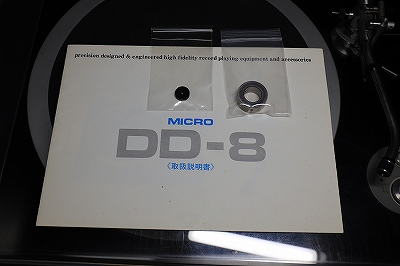 precision designed & engineered high fidelity record playing equipment and accessories
MICRO
DD-8
〈取扱説明書〉